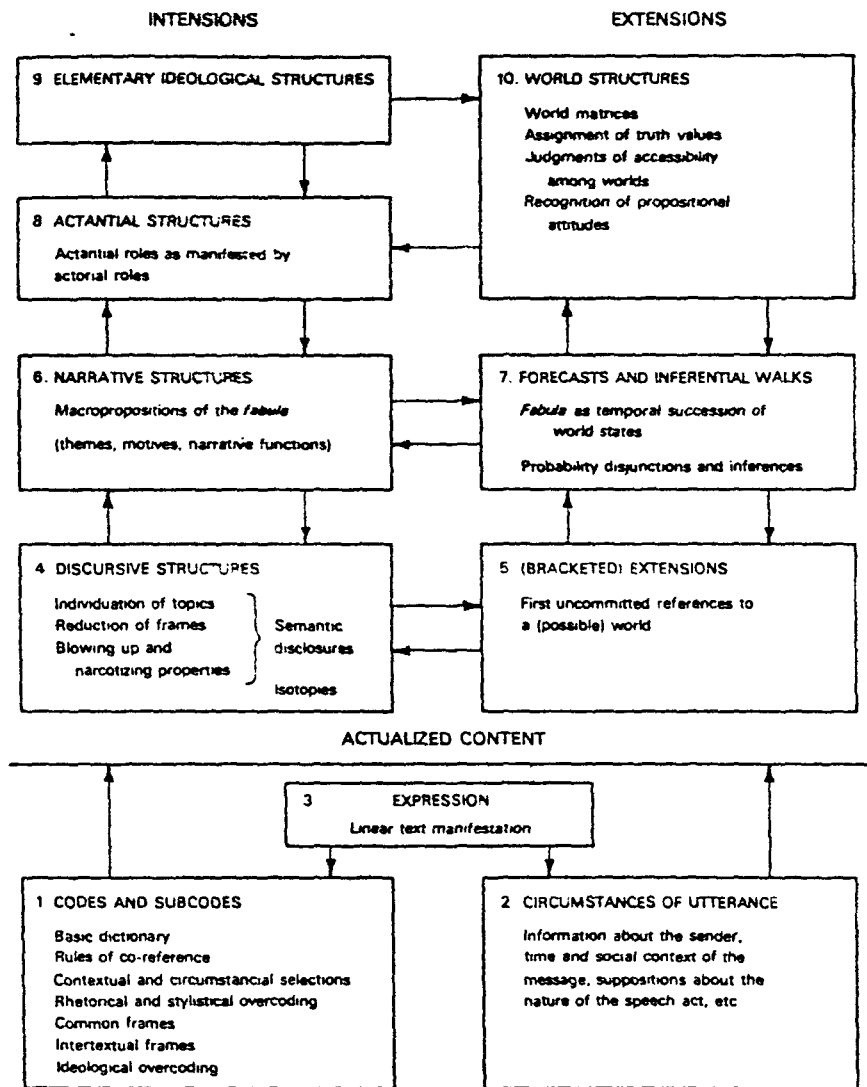 INTENSIONS
EXTENSIONS
9 ELEMENTARY IDEOLOGICAL STRUCTURES
10. WORLD STRUCTURES
World matrices
Assignment of truth values
Judgments of accessibility
among worlds
Recognition of propositional
attitudes
8 ACTANTIAL STRUCTURES
Actantial roles as manifested by
actorial roles
6. NARRATIVE STRUCTURES
Macropropositions of the fabula
(themes, motives, narrative functions)
7. FORECASTS AND INFERENTIAL WALKS
Fabula as temporal succession of
world states
Probability disjunctions and inferences
4 DISCURSIVE STRUCTURES
Individuation of topics
Reduction of frames
Blowing up and
narcotizing properties
Semantic
disclosures
Isotopies
5 (BRACKETED) EXTENSIONS
First uncommitted references to
a (possible) world
ACTUALIZED CONTENT
3 EXPRESSION
Linear text manifestation
1 CODES AND SUBCODES
Basic dictionary
Rules of co-reference
Contextual and circumstancial selections
Rhetorical and stylistical overcoding
Common frames
Intertextual frames
Ideological overcoding
2 CIRCUMSTANCES OF UTTERANCE
Information about the sender,
time and social context of the
message, suppositions about the
nature of the speech act, etc